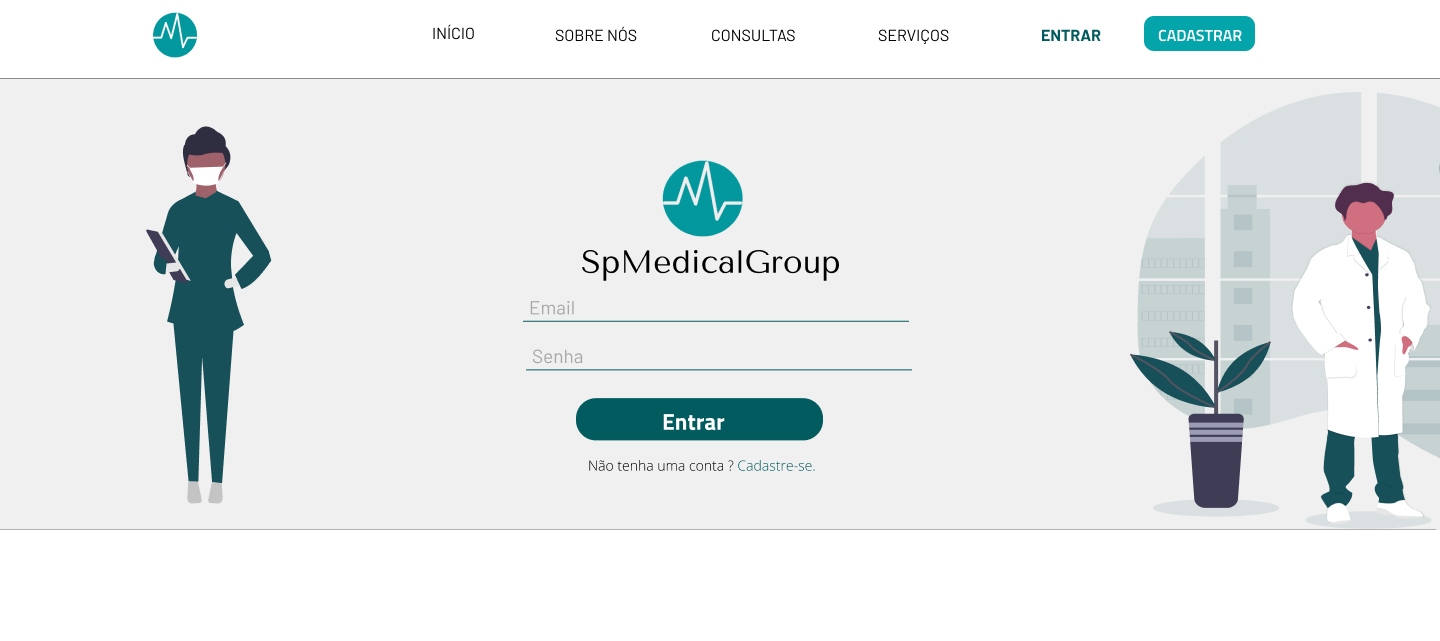 INÍCIO
SOBRE NÓS
CONSULTAS
SERVIÇOS
ENTRAR
CADASTRAR
SpMedicalGroup
Email
Senha
Entrar
Não tenha uma conta ? Cadastre-se.